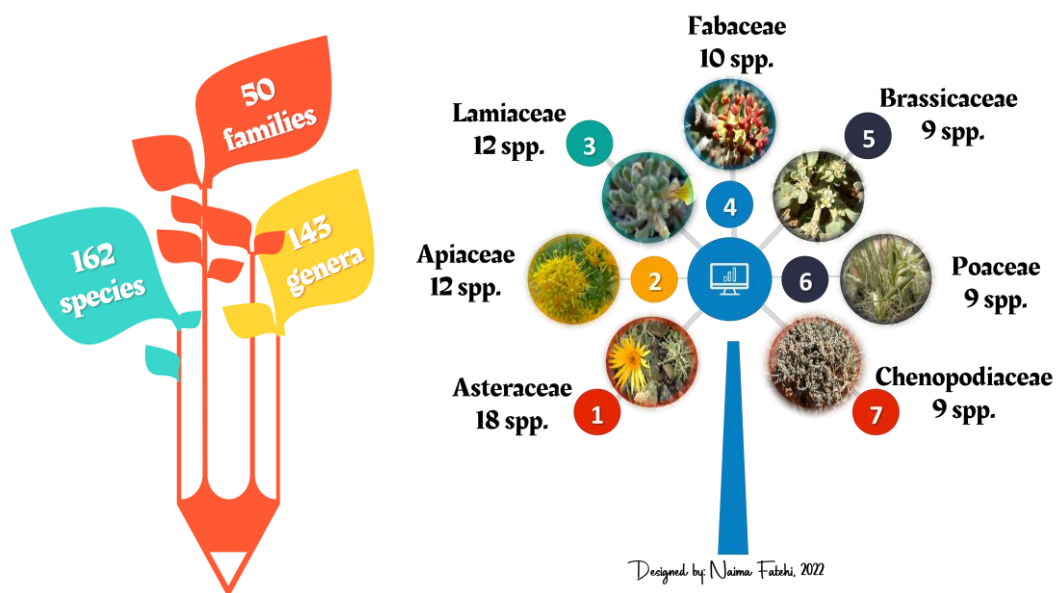 50
families
162
species
143
genera
Fabaceae
10 spp.
4
Lamiaceae
12 spp.
3
Brassicaceae
9 spp.
5
Apiaceae
12 spp.
2
Poaceae
9 spp.
6
Asteraceae
18 spp.
1
Chenopodiaceae
9 spp.
7
Designed by: Naima Fatehi, 2022